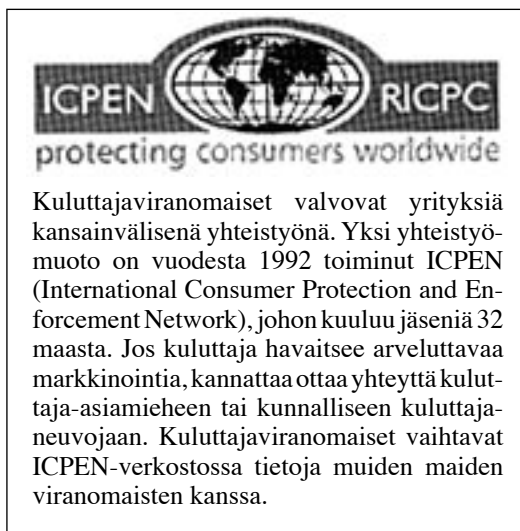 ICPEN RICPC
protecting consumers worldwide
Kuluttajaviranomaiset valvovat yrityksiä
kansainvälisenä yhteistyönä. Yksi yhteistyö-
muoto on vuodesta 1992 toiminut ICPEN
(International Consumer Protection and En-
forcement Network), johon kuuluu jäseniä 32
maasta. Jos kuluttaja havaitsee arveluttavaa
markkinointia, kannattaa ottaa yhteyttä kulut-
taja-asiamieheen tai kunnalliseen kuluttaja-
neuvojaan. Kuluttajaviranomaiset vaihtavat
ICPEN-verkostossa tietoja muiden maiden
viranomaisten kanssa.